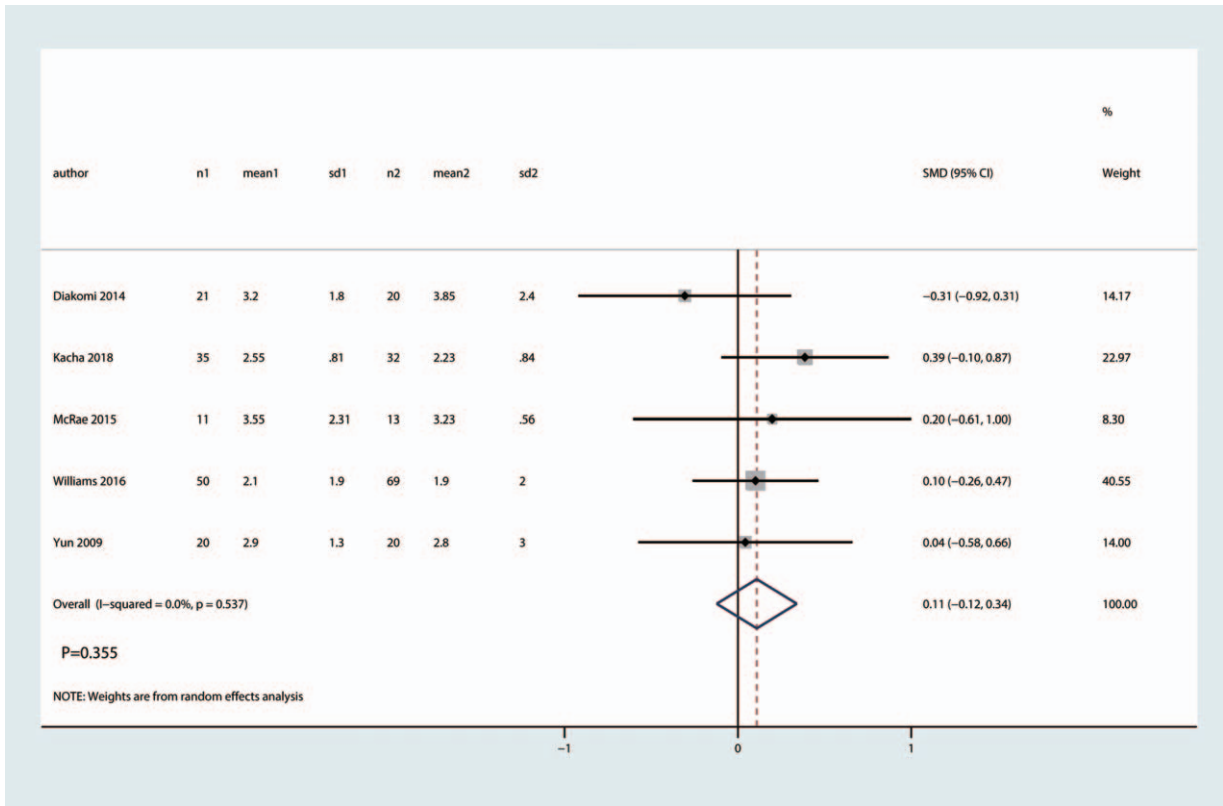 %
author n1 mean1 sd1 n2 mean2 sd2 SMD (95% CI) Weight
Diakomi 2014 21 3.2 1.8 20 3.85 2.4 −0.31 (−0.92, 0.31) 14.17
Kacha 2018 35 2.55 .81 32 2.23 .84 0.39 (−0.10, 0.87) 22.97
McRae 2015 11 3.55 2.31 13 3.23 .56 0.20 (−0.61, 1.00) 8.30
Williams 2016 50 2.1 1.9 69 1.9 2 0.10 (−0.26, 0.47) 40.55
Yun 2009 20 2.9 1.3 20 2.8 3 0.04 (−0.58, 0.66) 14.00
Overall (I−squared = 0.0%, p = 0.537) 0.11 (−0.12, 0.34) 100.00
P=0.355
NOTE: Weights are from random effects analysis
−1 0 1